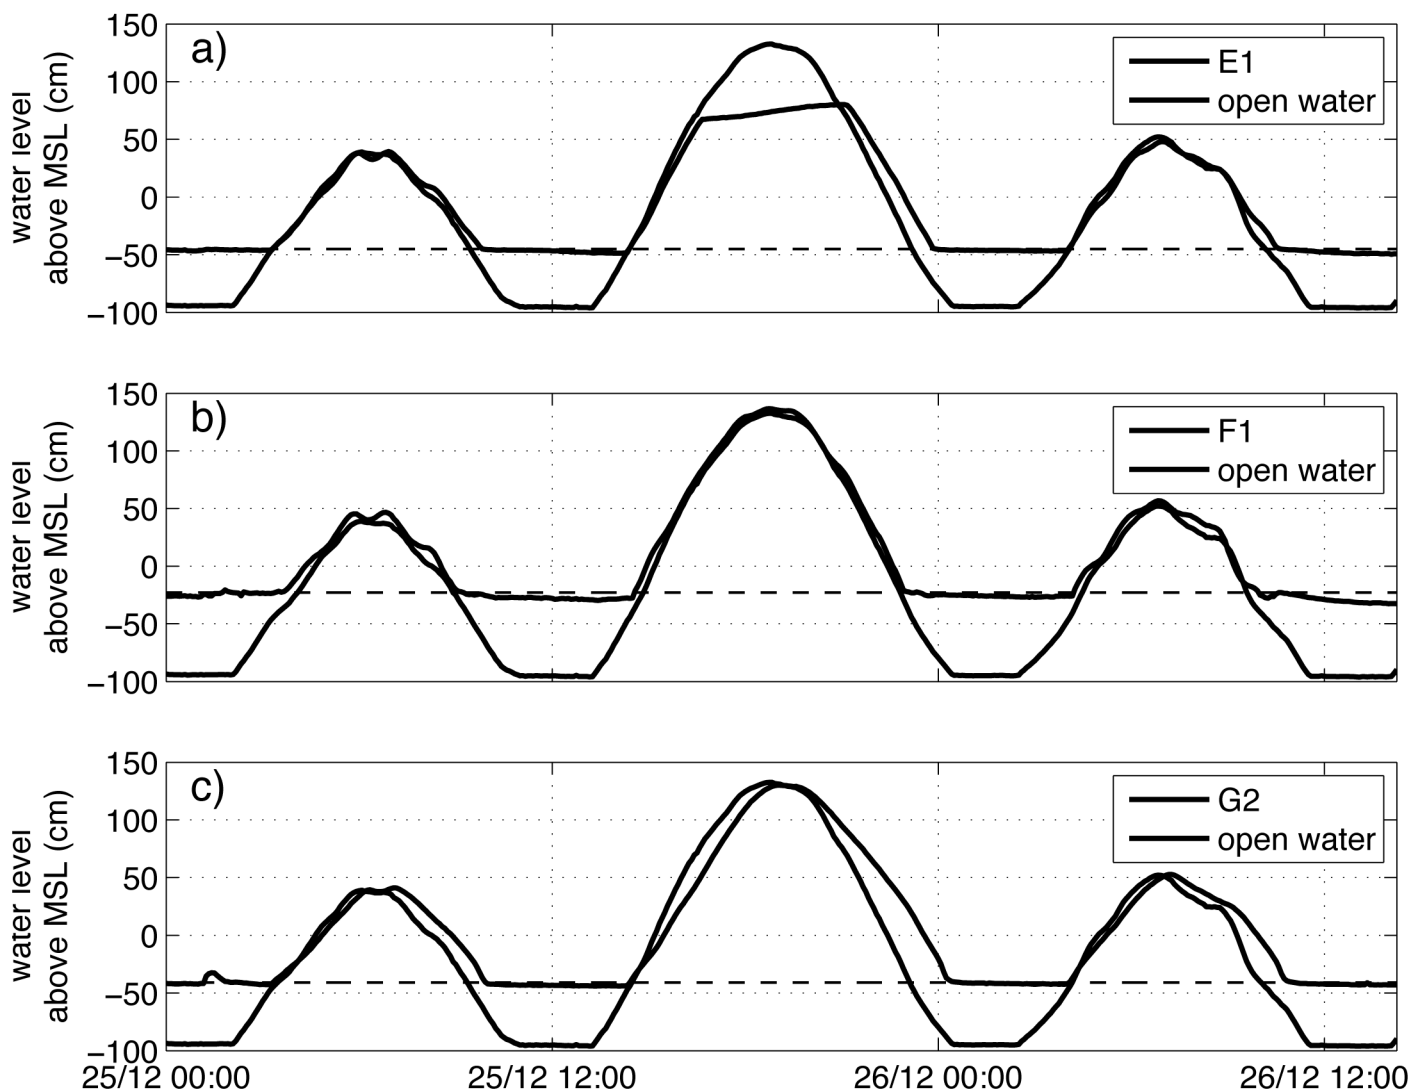 a)
water level
above MSL (cm)
150
100
50
0
−50
−100
E1
open water
b)
water level
above MSL (cm)
150
100
50
0
−50
−100
F1
open water
c)
water level
above MSL (cm)
150
100
50
0
−50
−100
G2
open water
25/12 00:00 25/12 12:00 26/12 00:00 26/12 12:00